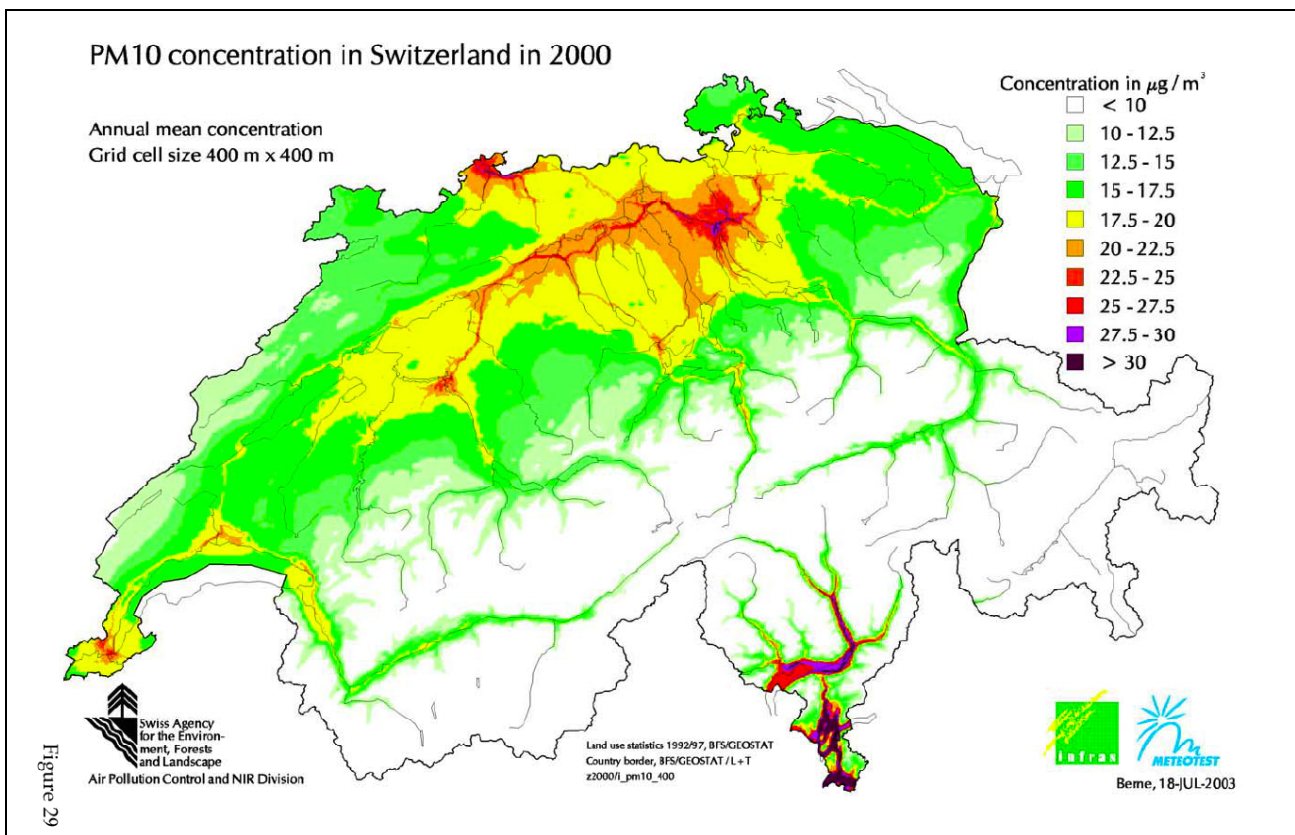 PM10 concentration in Switzerland in 2000
Annual mean concentration
Grid cell size 400 m x 400 m
Concentration in µg / m³
< 10
10 - 12.5
12.5 - 15
15 - 17.5
17.5 - 20
20 - 22.5
22.5 - 25
25 - 27.5
27.5 - 30
> 30
Swiss Agency
for the Environ-
ment, Forests
and Landscape
Air Pollution Control and NIR Division
Land use statistics 1992/97, BFS/GEOSTAT
Country border, BFS/GEOSTAT / L+T
z2000/i_pm10_400
infras
METEOTEST
Berne, 18-JUL-2003
Figure 29